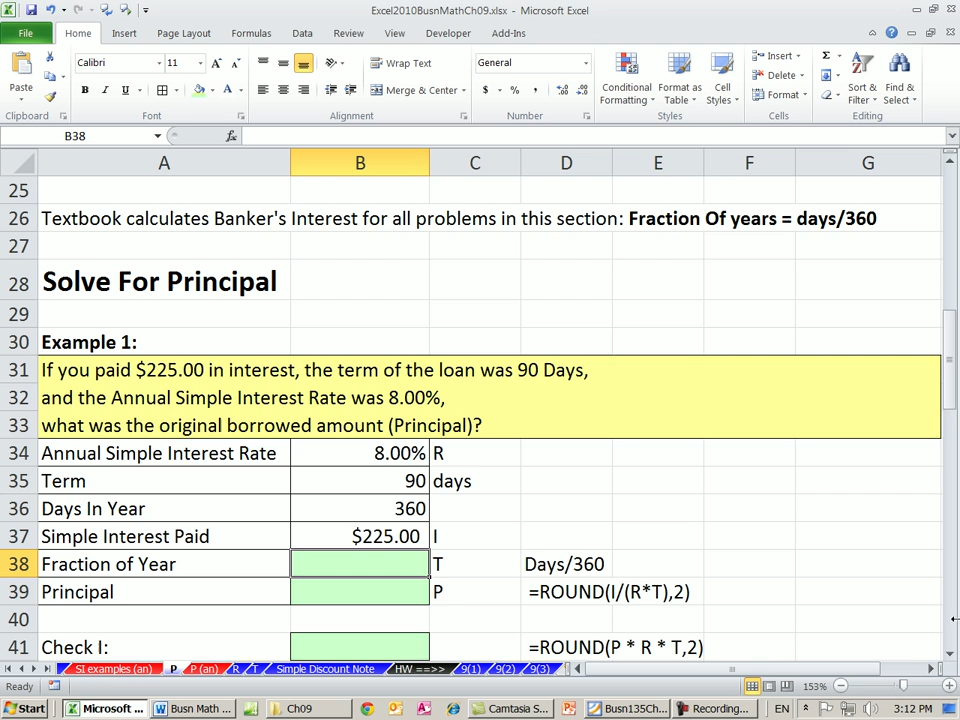 Excel2010BusnMathCh09.xlsx - Microsoft Excel
File Home Insert Page Layout Formulas Data Review View Developer Add-Ins
Paste
Calibri 11
B I U A
Wrap Text
Merge & Center
General
$ % ,
Conditional Formatting
Format as Table
Cell Styles
Insert
Delete
Format
Σ
Sort & Filter
Find & Select
Clipboard Font Alignment Number Styles Cells Editing
B38 fx
A B C D E F G
25
26 Textbook calculates Banker's Interest for all problems in this section: Fraction Of years = days/360
27
28 Solve For Principal
29
30 Example 1:
31 If you paid $225.00 in interest, the term of the loan was 90 Days,
32 and the Annual Simple Interest Rate was 8.00%,
33 what was the original borrowed amount (Principal)?
34 Annual Simple Interest Rate 8.00% R
35 Term 90 days
36 Days In Year 360
37 Simple Interest Paid $225.00 I
38 Fraction of Year T Days/360
39 Principal P =ROUND(I/(R*T),2)
40
41 Check I: =ROUND(P * R * T,2)
SI examples (an) P P (an) R T Simple Discount Note HW ==>> 9(1) 9(2) 9(3)
Ready 153%
Start Microsoft ... Busn Math ... Ch09 Camtasia S... Busn135Ch... Recording... EN 3:12 PM